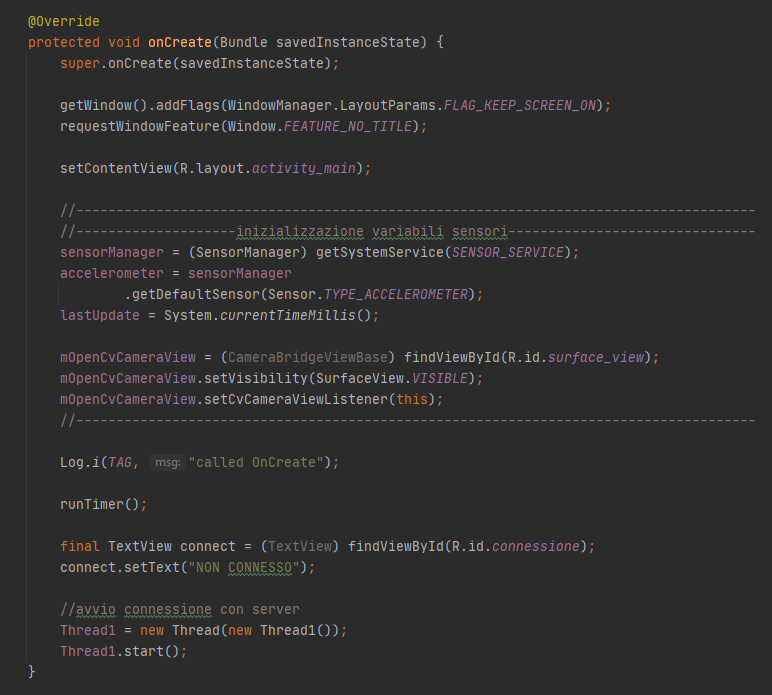 @Override
protected void onCreate(Bundle savedInstanceState) {
super.onCreate(savedInstanceState);
getWindow().addFlags(WindowManager.LayoutParams.FLAG_KEEP_SCREEN_ON);
requestWindowFeature(Window.FEATURE_NO_TITLE);
setContentView(R.layout.activity_main);
//-------------------------------------------------------------------------------------
//--------------------inizializzazione variabili sensori-------------------------------
sensorManager = (SensorManager) getSystemService(SENSOR_SERVICE);
accelerometer = sensorManager
.getDefaultSensor(Sensor.TYPE_ACCELEROMETER);
lastUpdate = System.currentTimeMillis();
mOpenCvCameraView = (CameraBridgeViewBase) findViewById(R.id.surface_view);
mOpenCvCameraView.setVisibility(SurfaceView.VISIBLE);
mOpenCvCameraView.setCvCameraViewListener(this);
//-------------------------------------------------------------------------------------
Log.i(TAG, msg: "called OnCreate");
runTimer();
final TextView connect = (TextView) findViewById(R.id.connessione);
connect.setText("NON CONNESSO");
//avvio connessione con server
Thread1 = new Thread(new Thread1());
Thread1.start();
}